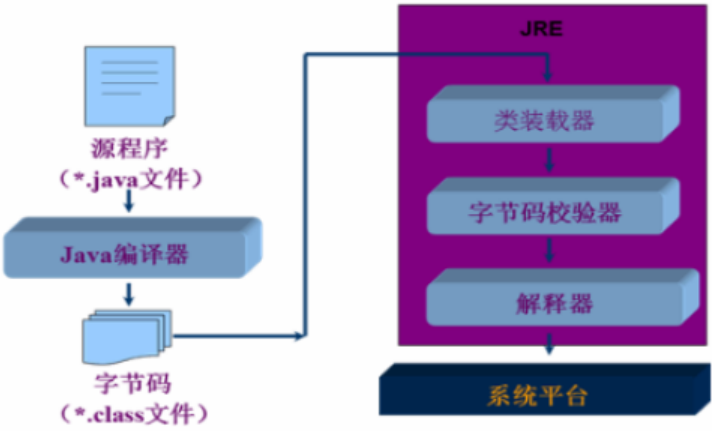 源程序
（*.java文件）
Java编译器
字节码
（*.class文件）
JRE
类装载器
字节码校验器
解释器
系统平台